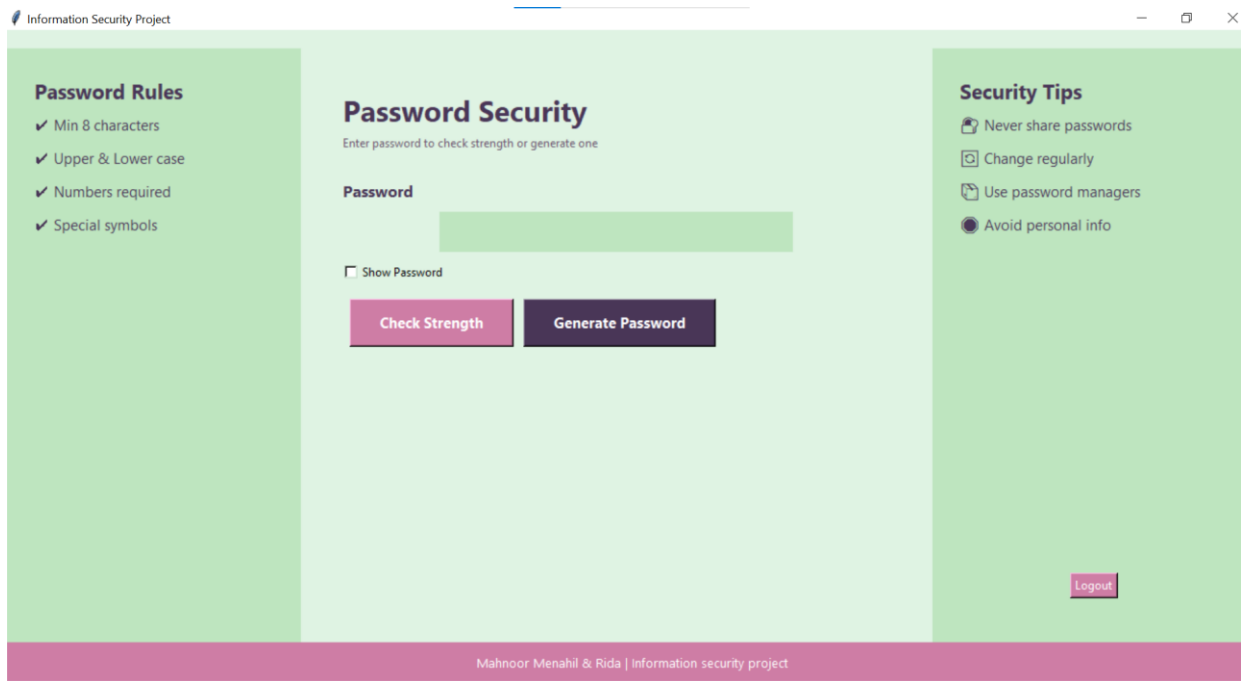 Information Security Project
Password Rules
✔ Min 8 characters
✔ Upper & Lower case
✔ Numbers required
✔ Special symbols
Password Security
Enter password to check strength or generate one
Password
Show Password
Check Strength
Generate Password
Security Tips
Never share passwords
Change regularly
Use password managers
Avoid personal info
Logout
Mahnoor Menahil & Rida | Information security project